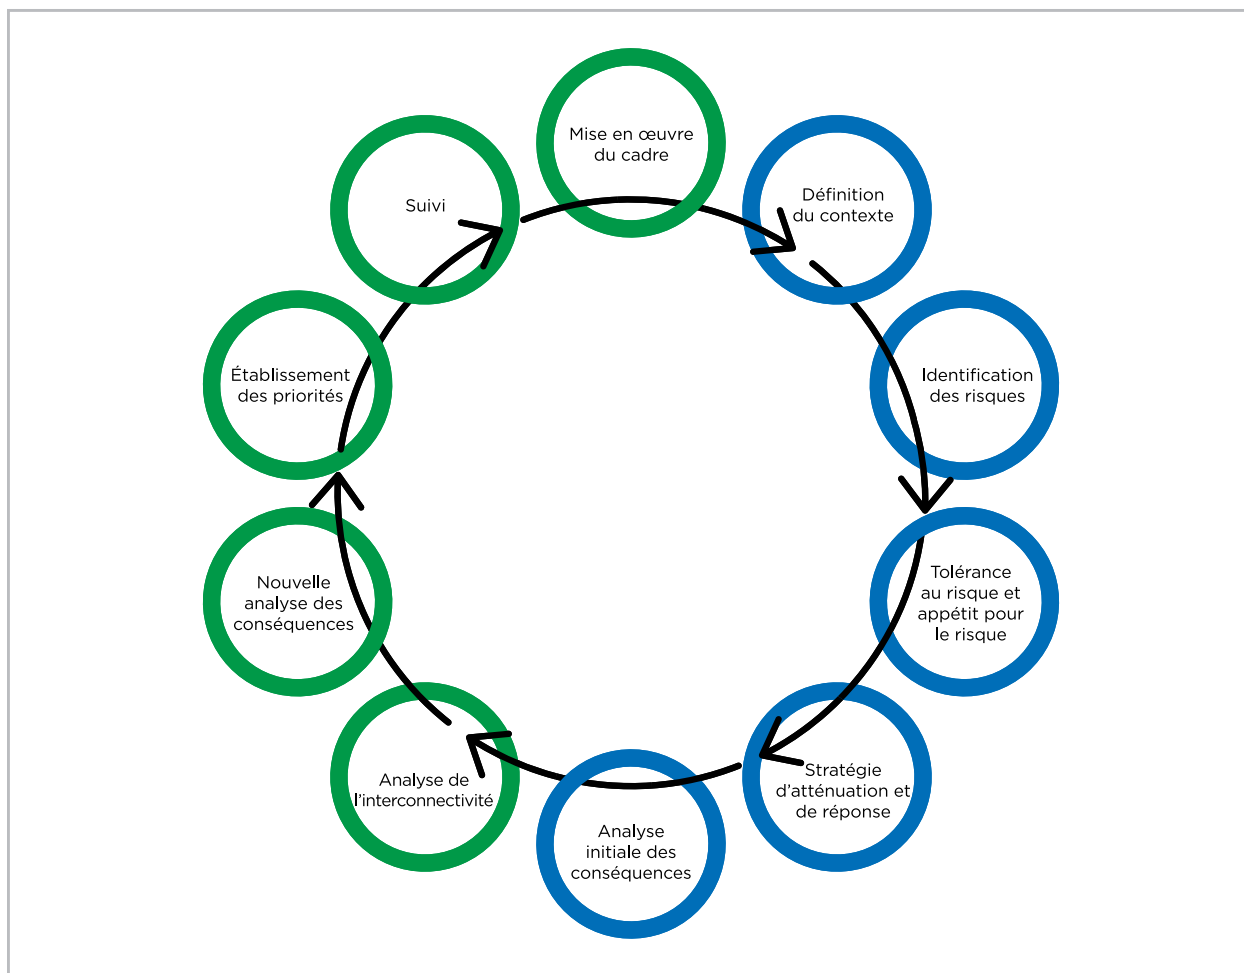 Mise en œuvre
du cadre
Définition
du contexte
Identification
des risques
Tolérance
au risque et
appétit pour
le risque
Stratégie
d'atténuation et
de réponse
Analyse
initiale des
conséquences
Analyse de
l'interconnectivité
Nouvelle
analyse des
conséquences
Établissement
des priorités
Suivi